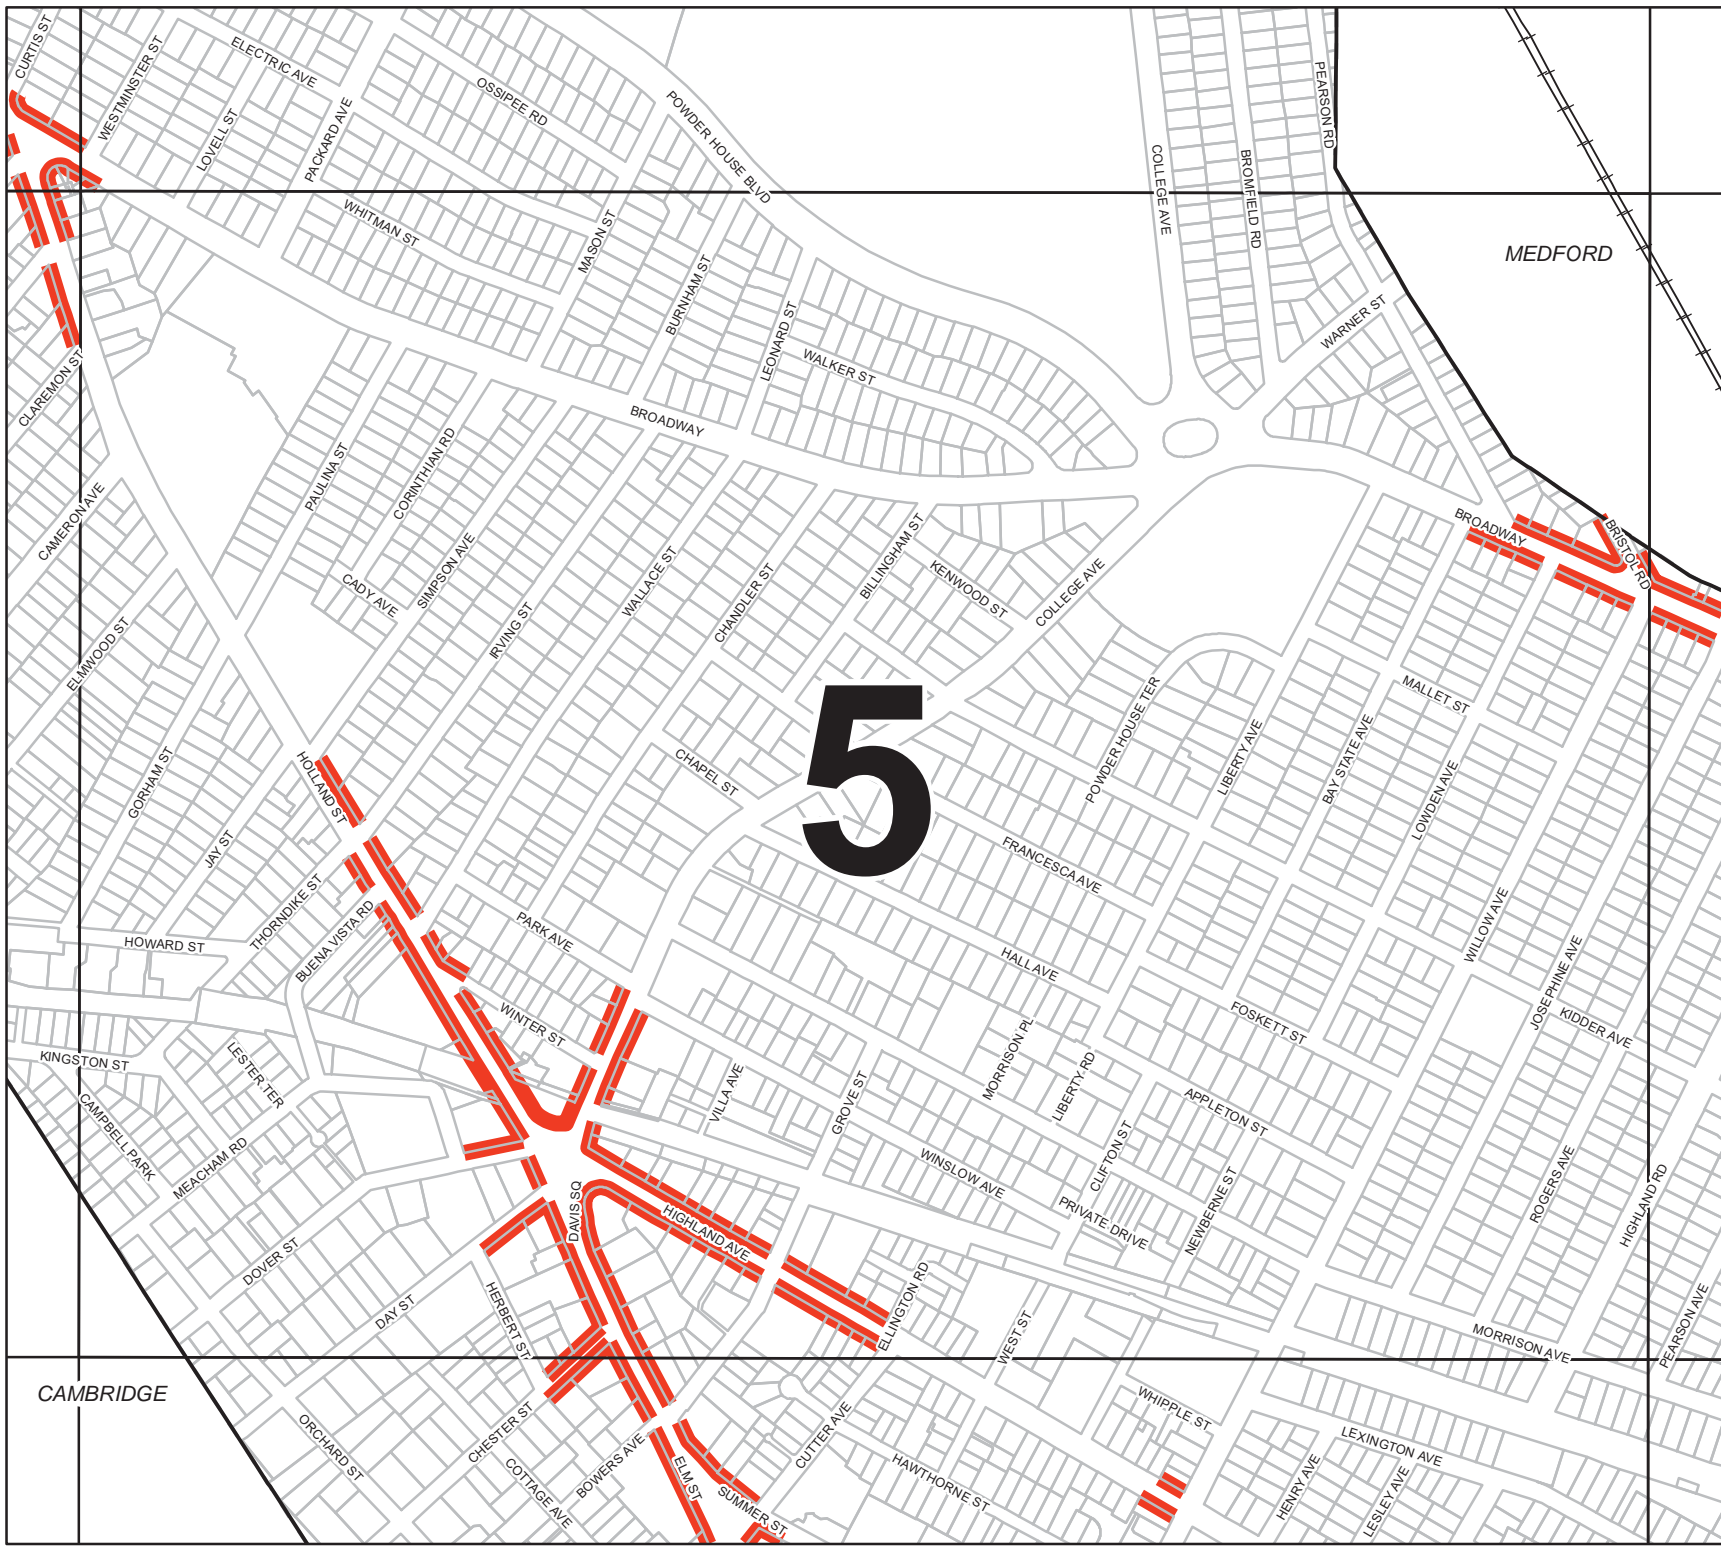 CURTIS ST
WESTMINSTER ST
ELECTRIC AVE
LOVELL ST
PACKARD AVE
OSSIPEE RD
POWDER HOUSE BLVD
COLLEGE AVE
BROMFIELD RD
PEARSON RD
MEDFORD
WHITMAN ST
MASON ST
BURNHAM ST
LEONARD ST
WALKER ST
WARNER ST
CLAREMON ST
BROADWAY
PAULINA ST
CORINTHIAN RD
CAMERON AVE
CADY AVE
SIMPSON AVE
IRVING ST
WALLACE ST
CHANDLER ST
BILLINGHAM ST
KENWOOD ST
COLLEGE AVE
BROADWAY
BRISTOL RD
ELMWOOD ST
5
POWDER HOUSE TER
LIBERTY AVE
BAY STATE AVE
MALLET ST
LOWDEN AVE
GORHAM ST
HOLLAND ST
JAY ST
CHAPEL ST
FRANCESCA AVE
THORNDIKE ST
BUENA VISTA RD
HOWARD ST
PARK AVE
HALL AVE
WILLOW AVE
JOSEPHINE AVE
KIDDER AVE
FOSKETT ST
WINTER ST
KINGSTON ST
LESTER TER
CAMPBELL PARK
MEACHAM RD
VILLA AVE
GROVE ST
MORRISON PL
LIBERTY RD
APPLETON ST
CLIFTON ST
WINSLOW AVE
PRIVATE DRIVE
NEWBERNE ST
ROGERS AVE
HIGHLAND RD
DAVIS SQ
HIGHLAND AVE
DOVER ST
DAY ST
HERBERT ST
ELLINGTON RD
WEST ST
MORRISON AVE
PEARSON AVE
CAMBRIDGE
ORCHARD ST
CHESTER ST
COTTAGE AVE
BOWERS AVE
ELM ST
SUMMER ST
CUTTER AVE
HAWTHORNE ST
WHIPPLE ST
LEXINGTON AVE
HENRY AVE
LESLEY AVE